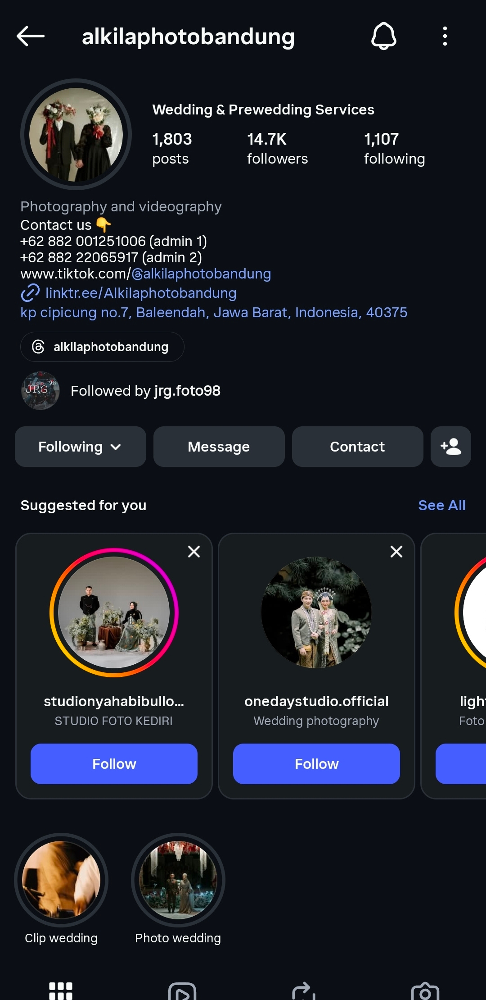 alkilaphotobandung
Wedding & Prewedding Services
1,803 14.7K 1,107
posts followers following
Photography and videography
Contact us 👇
+62 882 001251006 (admin 1)
+62 882 22065917 (admin 2)
www.tiktok.com/@alkilaphotobandung
linktr.ee/Alkilaphotobandung
kp cipicung no.7, Baleendah, Jawa Barat, Indonesia, 40375
alkilaphotobandung
JRG 98
Followed by jrg.foto98
Following Message Contact
Suggested for you See All
studionyahabibullo... onedaystudio.official light
STUDIO FOTO KEDIRI Wedding photography Foto
Follow Follow
Clip wedding Photo wedding